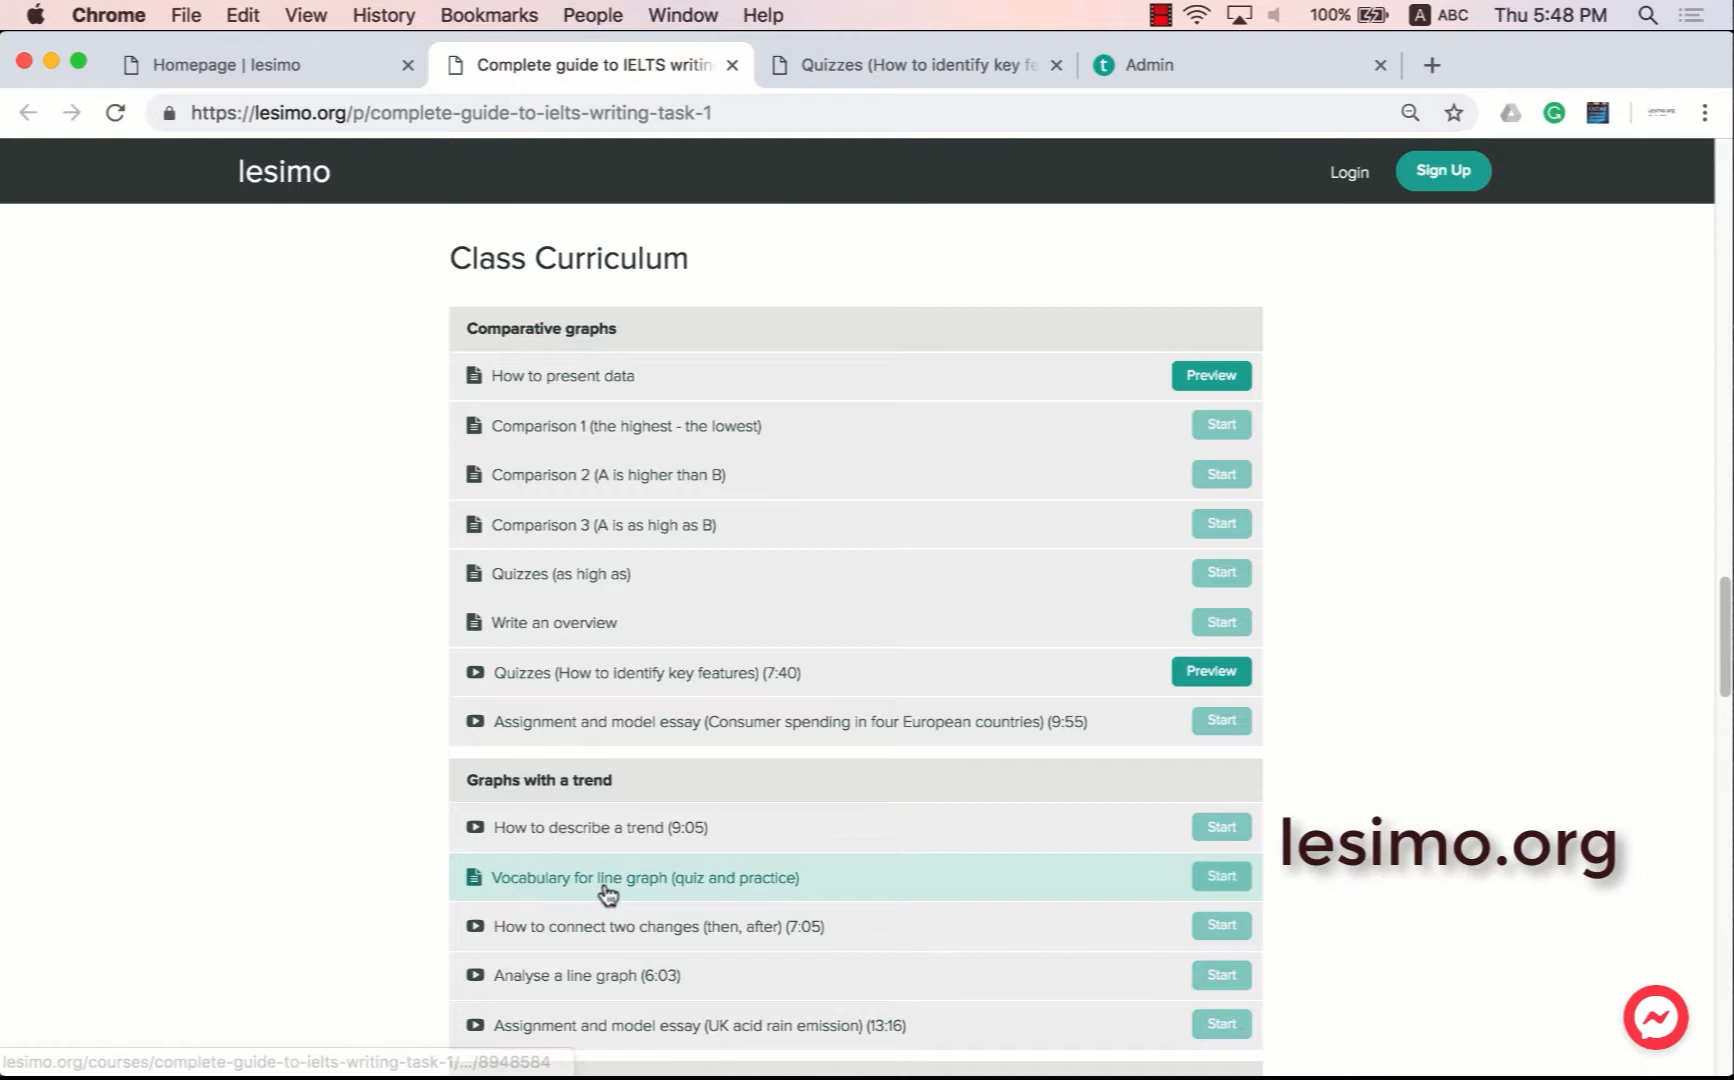 Chrome File Edit View History Bookmarks People Window Help 100% A ABC Thu 5:48 PM
Homepage | lesimo Complete guide to IELTS writin Quizzes (How to identify key fe t Admin
https://lesimo.org/p/complete-guide-to-ielts-writing-task-1
lesimo Login Sign Up
Class Curriculum
Comparative graphs
How to present data Preview
Comparison 1 (the highest - the lowest) Start
Comparison 2 (A is higher than B) Start
Comparison 3 (A is as high as B) Start
Quizzes (as high as) Start
Write an overview Start
Quizzes (How to identify key features) (7:40) Preview
Assignment and model essay (Consumer spending in four European countries) (9:55) Start
Graphs with a trend
How to describe a trend (9:05) Start
lesimo.org
Vocabulary for line graph (quiz and practice) Start
How to connect two changes (then, after) (7:05) Start
Analyse a line graph (6:03) Start
Assignment and model essay (UK acid rain emission) (13:16) Start
lesimo.org/courses/complete-guide-to-ielts-writing-task-1/.../8948584